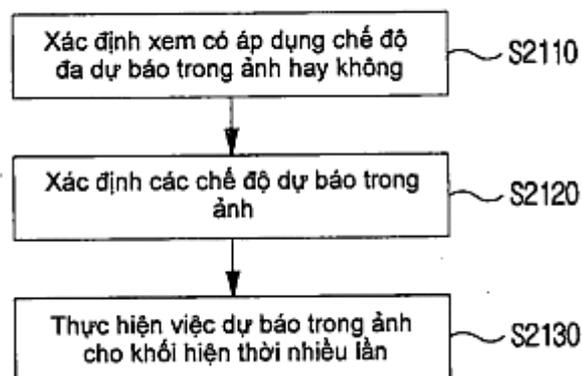 Xác định xem có áp dụng chế độ
đa dự báo trong ảnh hay không
S2110
Xác định các chế độ dự báo trong
ảnh
S2120
Thực hiện việc dự báo trong ảnh
cho khối hiện thời nhiều lần
S2130